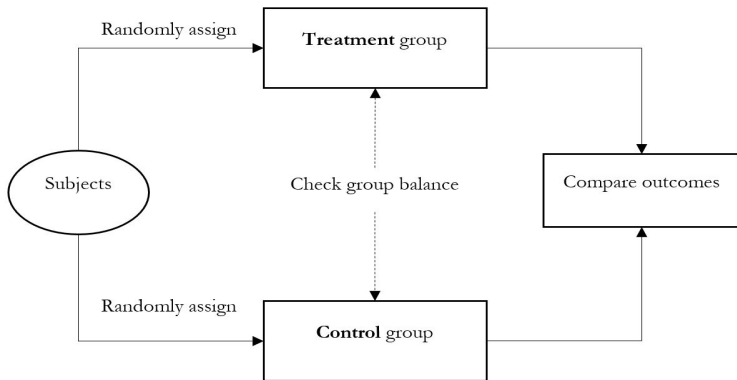 Randomly assign
Treatment group
Subjects
Check group balance
Compare outcomes
Randomly assign
Control group